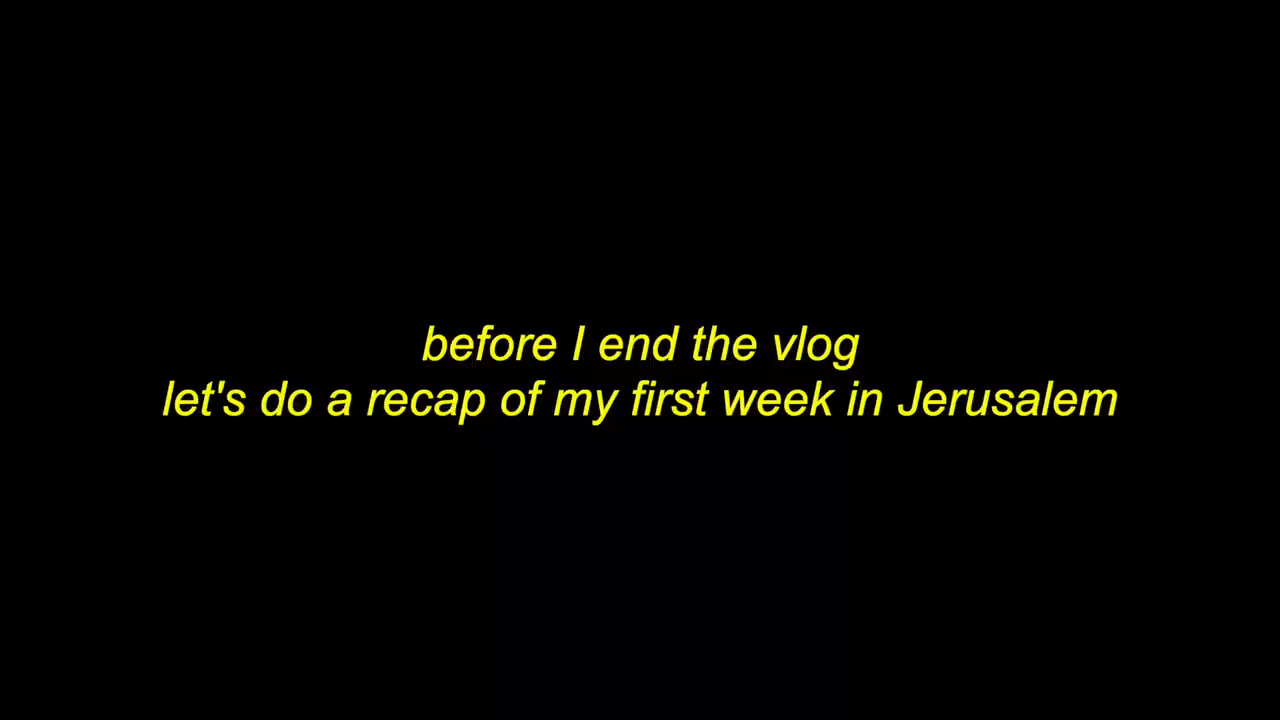 before I end the vlog
let's do a recap of my first week in Jerusalem